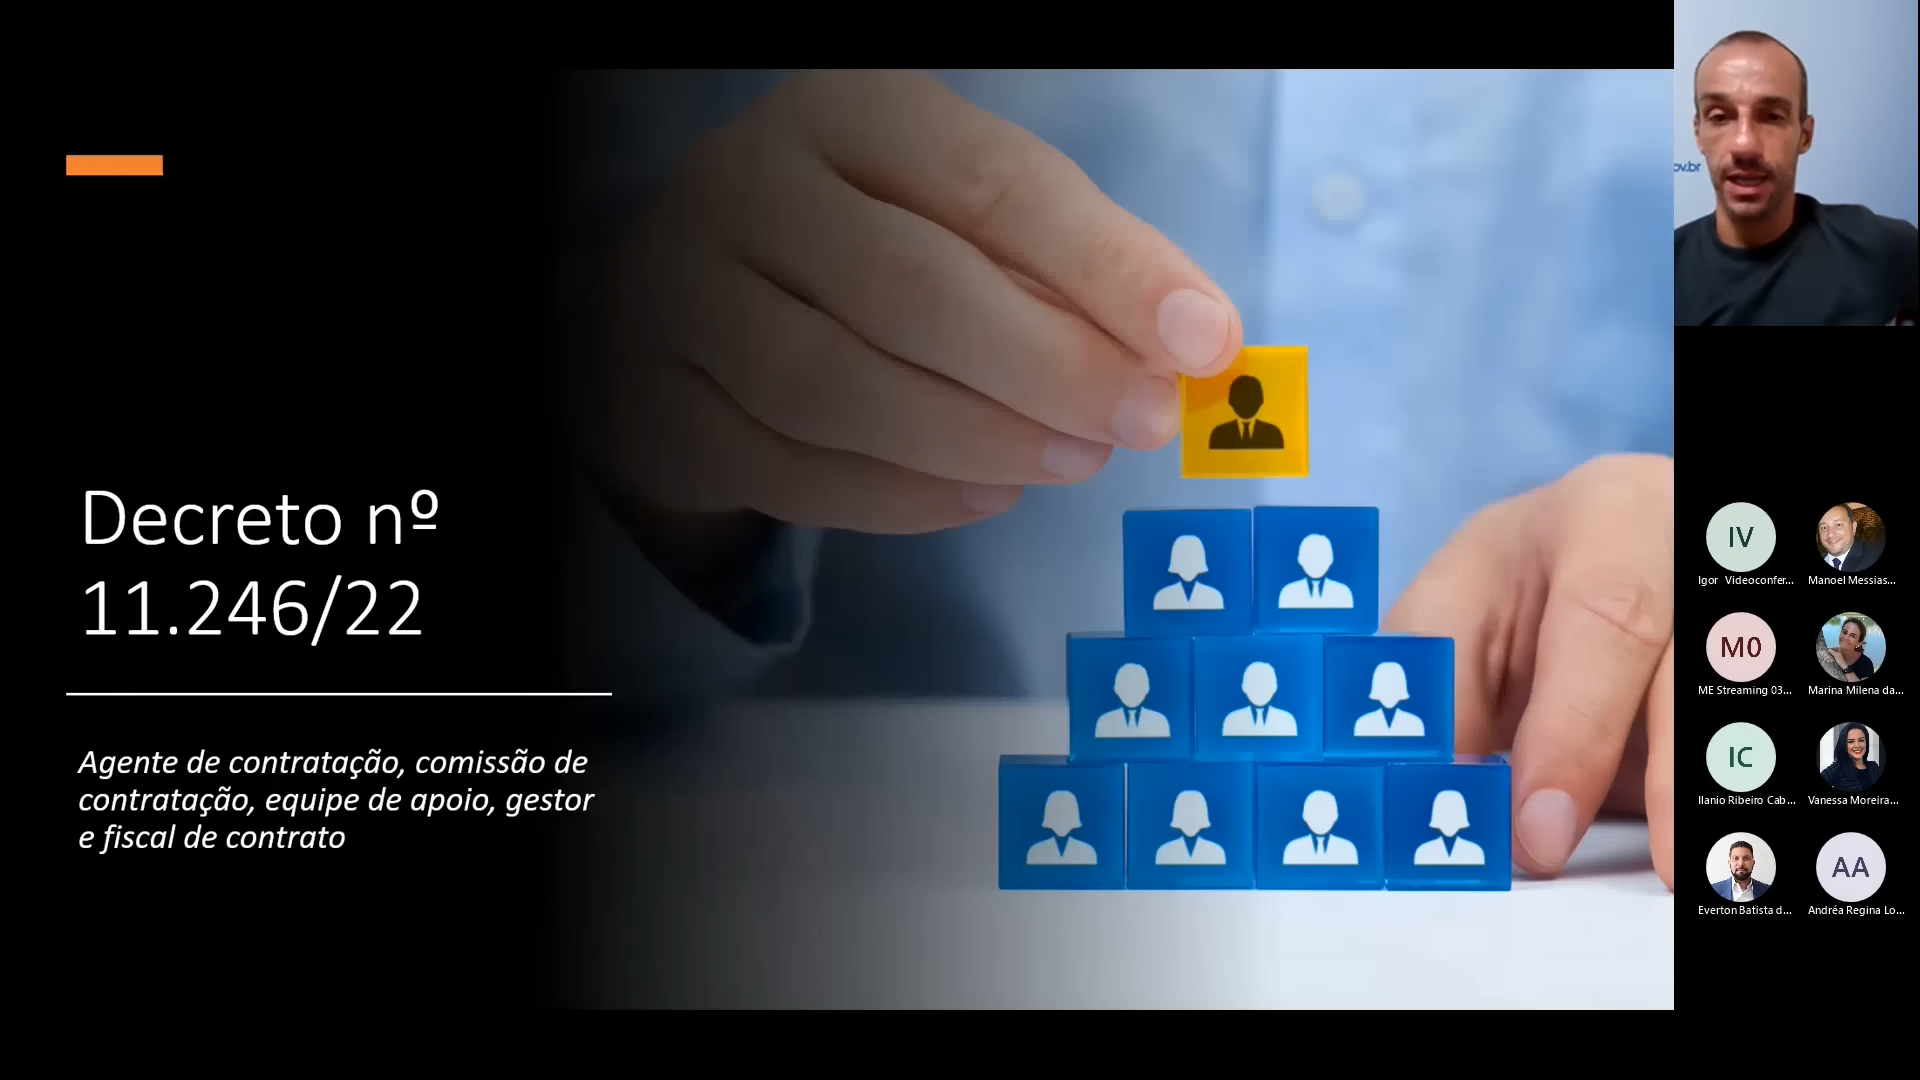 Decreto nº
11.246/22
Agente de contratação, comissão de
contratação, equipe de apoio, gestor
e fiscal de contrato
ov.br
IV
Igor Videoconfer...
Manoel Messias...
M0
ME Streaming 03...
Marina Milena da...
IC
Ilanio Ribeiro Cab...
Vanessa Moreira...
Everton Batista d...
AA
Andréa Regina Lo...